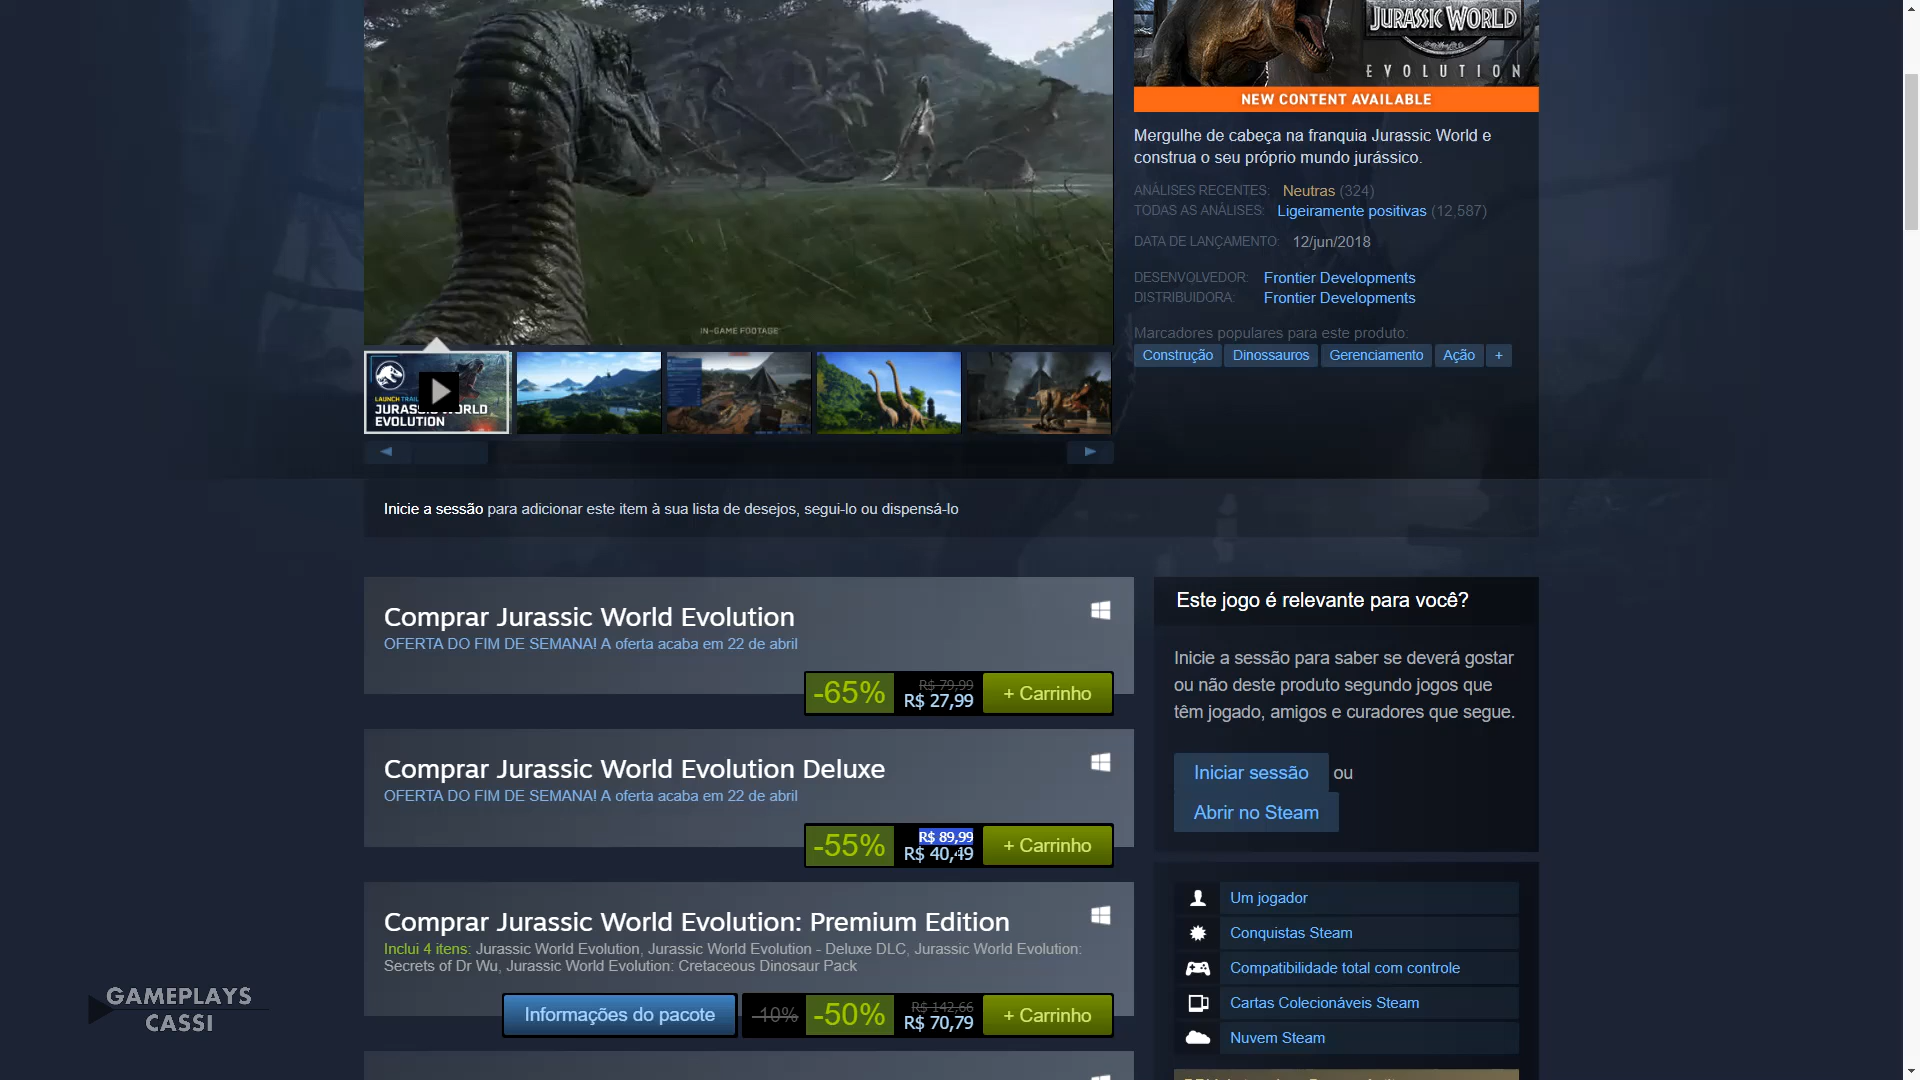 JURASSIC WORLD
EVOLUTION
NEW CONTENT AVAILABLE
Mergulhe de cabeça na franquia Jurassic World e
construa o seu próprio mundo jurássico.
ANÁLISES RECENTES: Neutras (324)
TODAS AS ANÁLISES: Ligeiramente positivas (12,587)
DATA DE LANÇAMENTO: 12/jun/2018
DESENVOLVEDOR: Frontier Developments
DISTRIBUIDORA: Frontier Developments
Marcadores populares para este produto:
Construção Dinossauros Gerenciamento Ação +
IN-GAME FOOTAGE
LAUNCH
JURASSIC WORLD
EVOLUTION
Inicie a sessão para adicionar este item à sua lista de desejos, segui-lo ou dispensá-lo
Comprar Jurassic World Evolution
OFERTA DO FIM DE SEMANA! A oferta acaba em 22 de abril
-65% R$ 79,99
R$ 27,99 + Carrinho
Comprar Jurassic World Evolution Deluxe
OFERTA DO FIM DE SEMANA! A oferta acaba em 22 de abril
-55% R$ 89,99
R$ 40,49 + Carrinho
Comprar Jurassic World Evolution: Premium Edition
Inclui 4 itens: Jurassic World Evolution, Jurassic World Evolution - Deluxe DLC, Jurassic World Evolution:
Secrets of Dr Wu, Jurassic World Evolution: Cretaceous Dinosaur Pack
Informações do pacote -10% -50% R$ 142,66
R$ 70,79 + Carrinho
Este jogo é relevante para você?
Inicie a sessão para saber se deverá gostar
ou não deste produto segundo jogos que
têm jogado, amigos e curadores que segue.
Iniciar sessão ou
Abrir no Steam
Um jogador
Conquistas Steam
Compatibilidade total com controle
Cartas Colecionáveis Steam
Nuvem Steam
GAMEPLAYS
CASSI